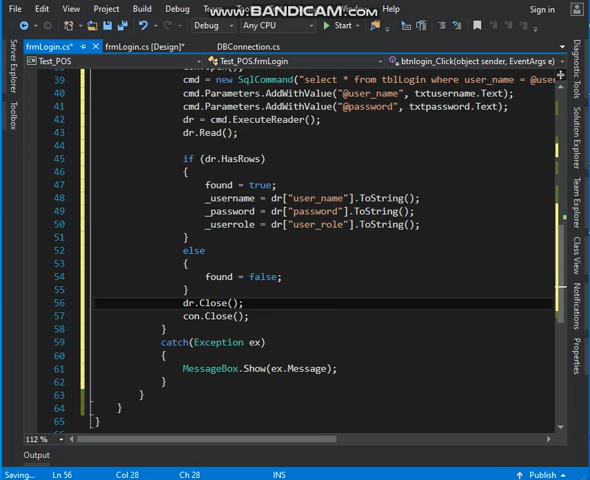 www.BANDICAM.com
File Edit View Project Build Debug Help Sign in
Debug Any CPU Start
frmLogin.cs* frmLogin.cs [Design]* DBConnection.cs
Test_POS Test_POS.frmLogin btnlogin_Click(object sender, EventArgs e)
39 cmd = new SqlCommand("select * from tblLogin where user_name = @use
40 cmd.Parameters.AddWithValue("@user_name", txtusername.Text);
41 cmd.Parameters.AddWithValue("@password", txtpassword.Text);
42 dr = cmd.ExecuteReader();
43 dr.Read();
44
45 if (dr.HasRows)
46 {
47 found = true;
48 _username = dr["user_name"].ToString();
49 _password = dr["password"].ToString();
50 _userrole = dr["user_role"].ToString();
51 }
52 else
53 {
54 found = false;
55 }
56 dr.Close();
57 con.Close();
58 }
59 catch(Exception ex)
60 {
61 MessageBox.Show(ex.Message);
62 }
63 }
64 }
65 }
112 %
Output
Saving... Ln 56 Col 28 Ch 28 INS Publish
Server Explorer
Toolbox
Diagnostic Tools
Solution Explorer
Team Explorer
Class View
Notifications
Properties